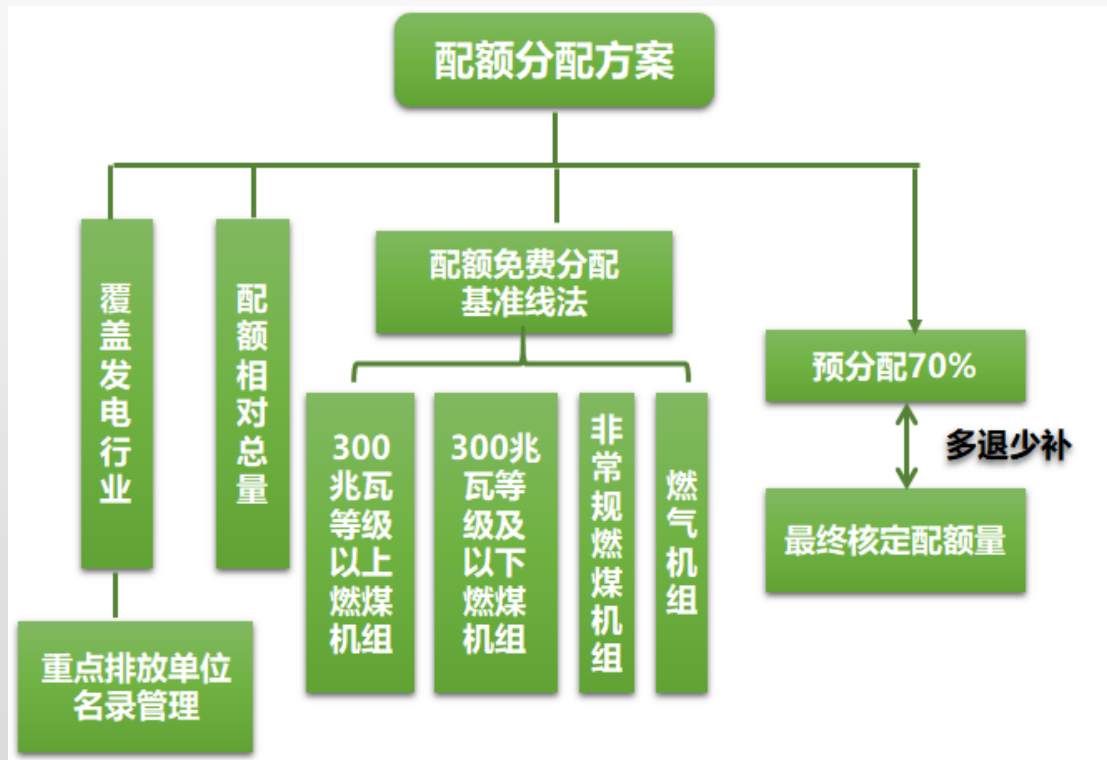 配额分配方案
覆盖发电行业
配额相对总量
配额免费分配
基准线法
预分配70%
多退少补
最终核定配额量
300
兆瓦
等级
以上
燃煤
机组
300兆
瓦等
级及
以下
燃煤
机组
非常规燃煤机组
燃气机组
重点排放单位
名录管理